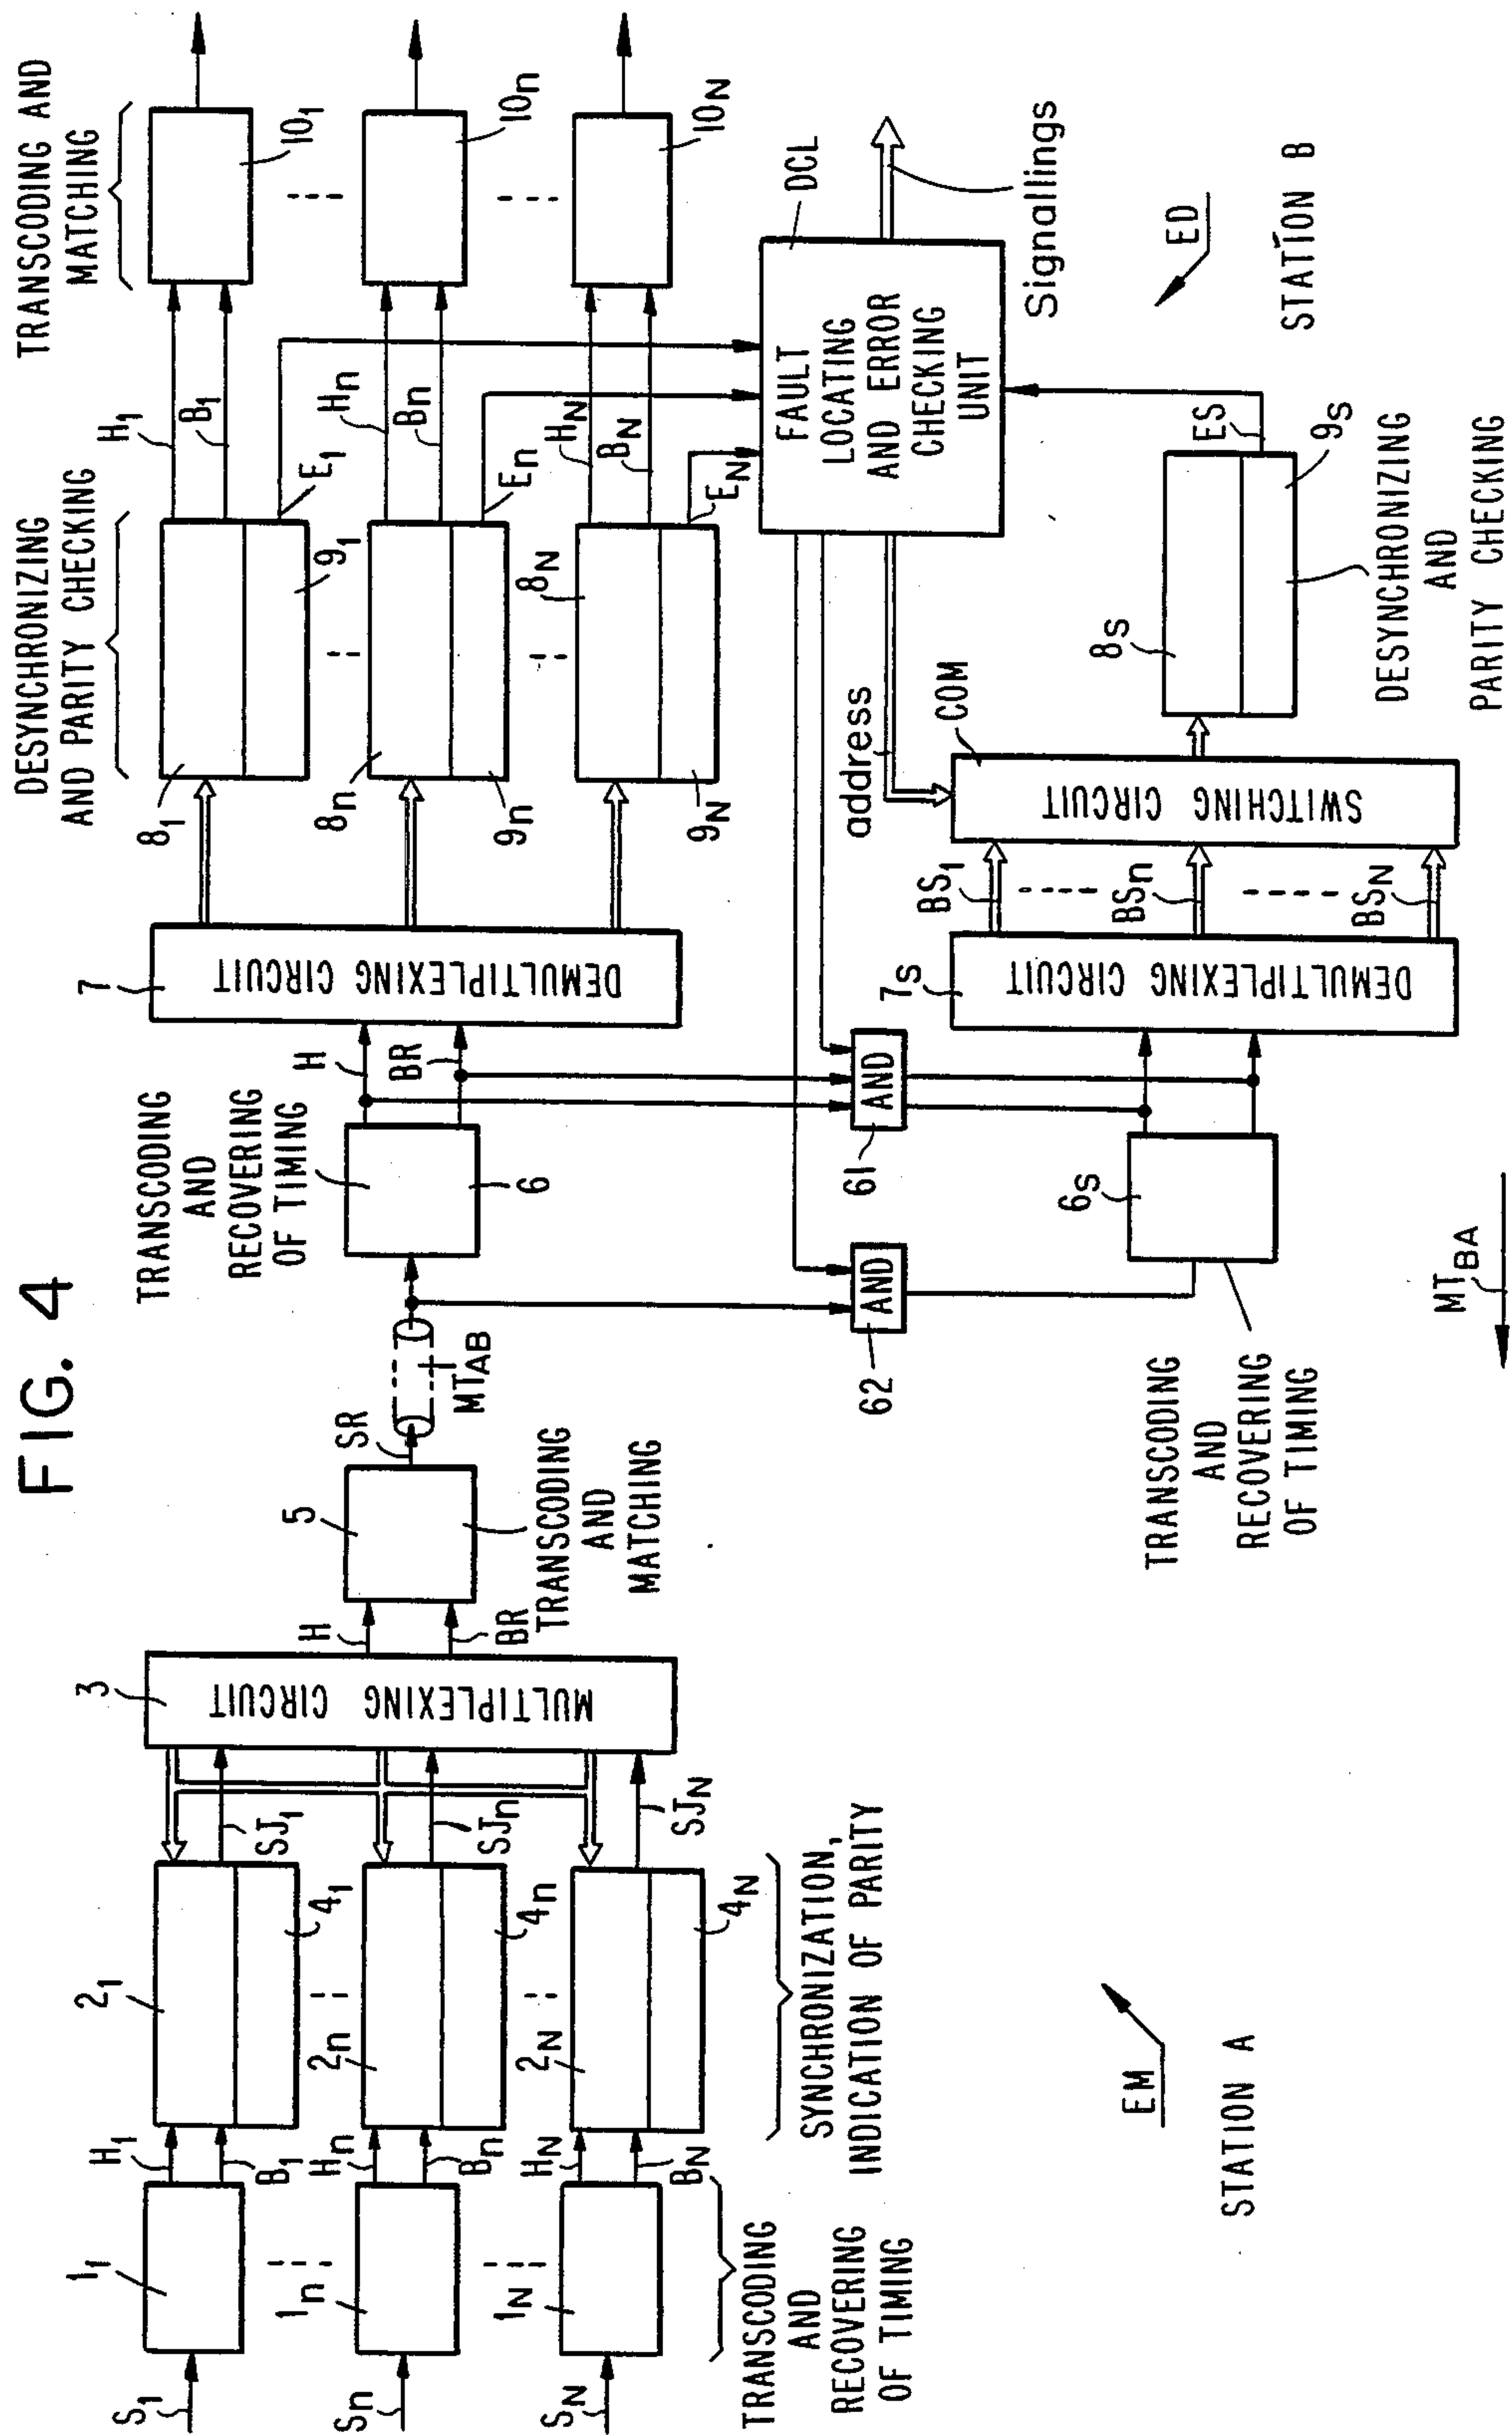 FIG. 4
S1
Sn
SN
11
1n
1N
TRANSCODING
AND
RECOVERING
OF TIMING
H1
B1
Hn
Bn
HN
BN
21
41
2n
4n
2N
4N
SYNCHRONIZATION,
INDICATION OF PARITY
SJ1
SJn
SJN
3
MULTIPLEXING CIRCUIT
H
BR
5
TRANSCODING
AND
MATCHING
SR
MTAB
TRANSCODING
AND
RECOVERING
OF TIMING
6
H
BR
7
DEMULTIPLEXING CIRCUIT
DESYNCHRONIZING
AND PARITY CHECKING
81
91
8n
9n
8N
9N
H1
B1
E1
Hn
Bn
En
HN
BN
EN
TRANSCODING AND
MATCHING
101
10n
10N
DCL
FAULT
LOCATING
AND ERROR
CHECKING
UNIT
Signallings
address
AND
61
AND
62
6S
TRANSCODING
AND
RECOVERING
OF TIMING
7S
DEMULTIPLEXING CIRCUIT
BS1
BSn
BSN
COM
SWITCHING CIRCUIT
8S
9S
ES
DESYNCHRONIZING
AND
PARITY CHECKING
MTBA
EM
STATION A
ED
STATION B